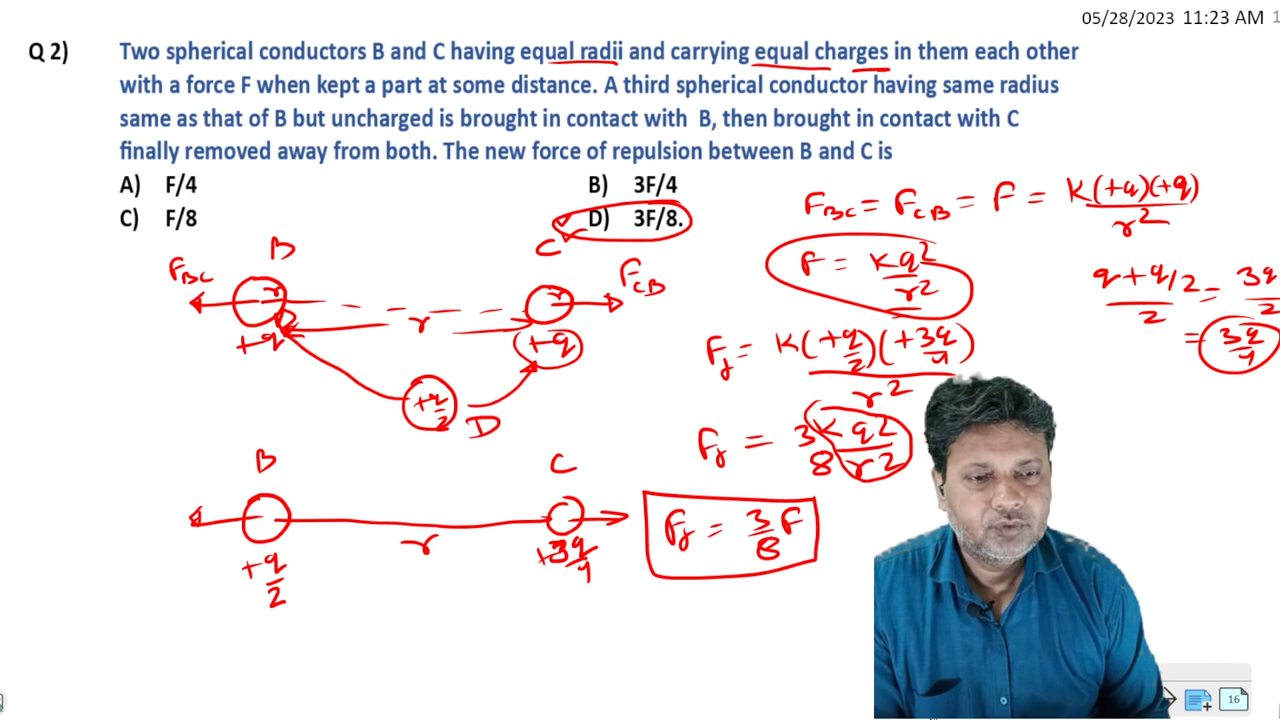 05/28/2023 11:23 AM 1
Q 2) Two spherical conductors B and C having equal radii and carrying equal charges in them each other
with a force F when kept a part at some distance. A third spherical conductor having same radius
same as that of B but uncharged is brought in contact with B, then brought in contact with C
finally removed away from both. The new force of repulsion between B and C is
A) F/4 B) 3F/4
C) F/8 D) 3F/8.
F_BC = F_CB = F = K(+q)(+q)/r²
F = Kq²/r²
q+q/2/2 = 3q/2
= 3q/4
B C
F_BC F_CB
r r
r
+q +q
+q/2 D
F_f = K(+q/2)(+3q/4)/r²
F_f = 3/8 Kq²/r²
B C
r
+q/2 +3q/4
F_f = 3/8 F
16